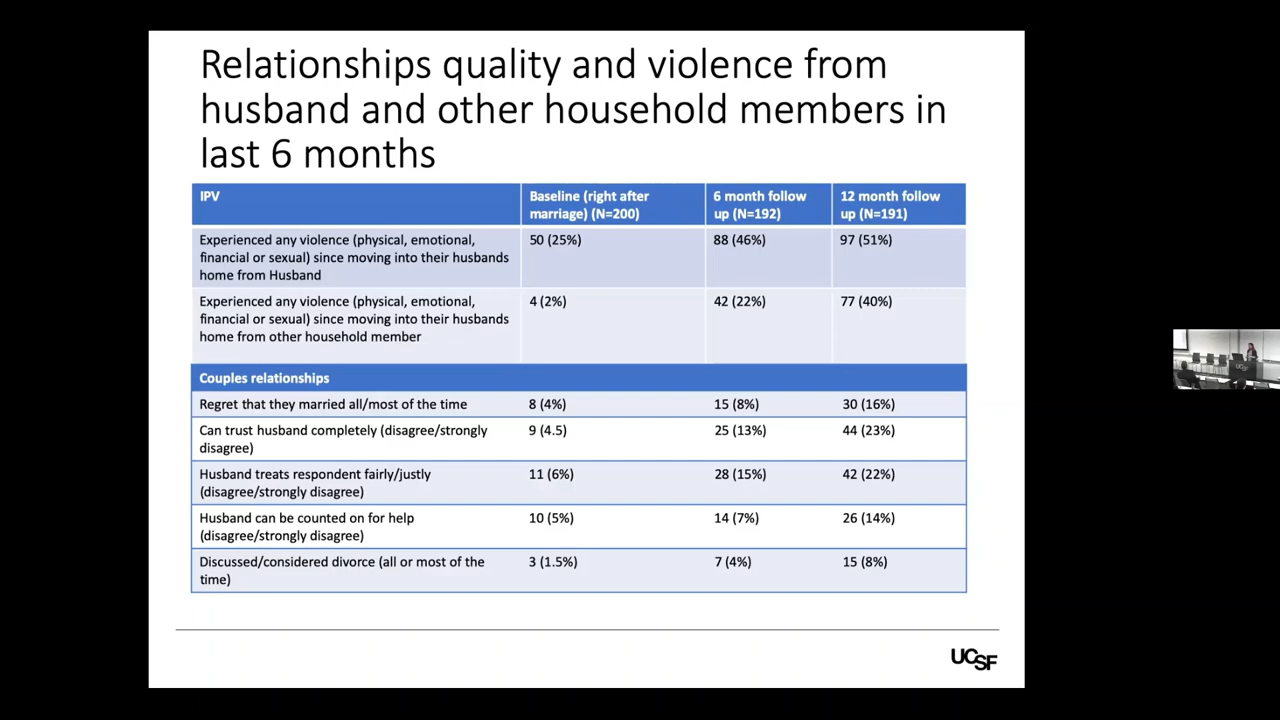 Relationships quality and violence from
husband and other household members in
last 6 months
IPV
Baseline (right after
marriage) (N=200)
6 month follow
up (N=192)
12 month follow
up (N=191)
Experienced any violence (physical, emotional,
financial or sexual) since moving into their husbands
home from Husband
50 (25%)
88 (46%)
97 (51%)
Experienced any violence (physical, emotional,
financial or sexual) since moving into their husbands
home from other household member
4 (2%)
42 (22%)
77 (40%)
Couples relationships
Regret that they married all/most of the time
8 (4%)
15 (8%)
30 (16%)
Can trust husband completely (disagree/strongly
disagree)
9 (4.5)
25 (13%)
44 (23%)
Husband treats respondent fairly/justly
(disagree/strongly disagree)
11 (6%)
28 (15%)
42 (22%)
Husband can be counted on for help
(disagree/strongly disagree)
10 (5%)
14 (7%)
26 (14%)
Discussed/considered divorce (all or most of the
time)
3 (1.5%)
7 (4%)
15 (8%)
UCSF